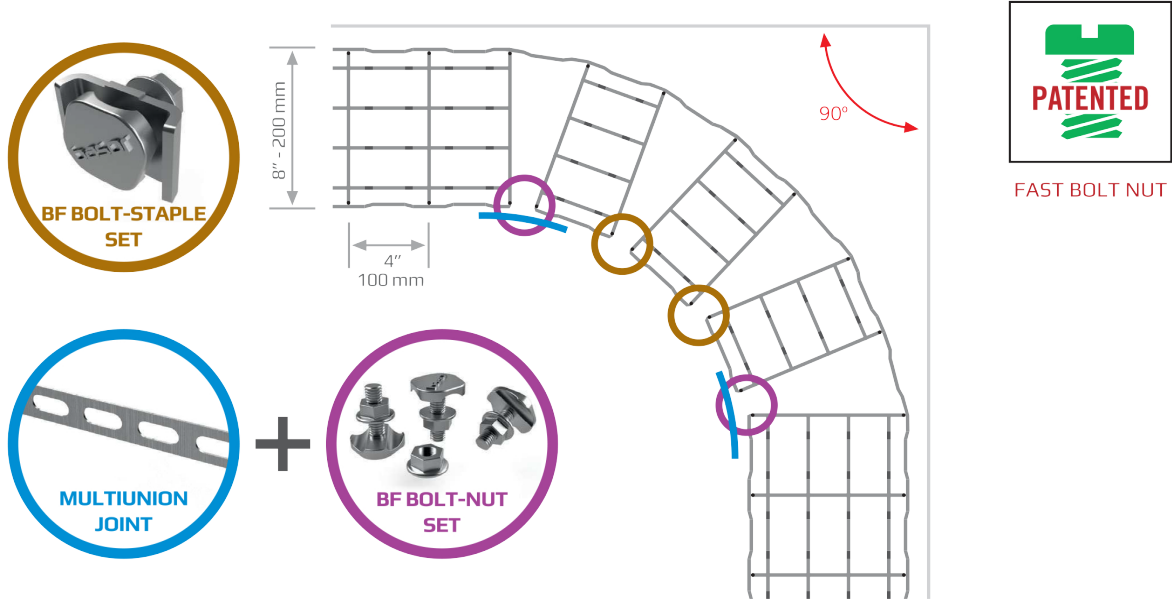 BF BOLT-STAPLE
SET
8’’ - 200 mm
4’’
100 mm
90º
PATENTED
FAST BOLT NUT
MULTIUNION
JOINT
BF BOLT-NUT
SET